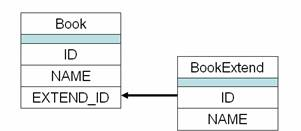 Book
ID
NAME
EXTEND_ID
BookExtend
ID
NAME